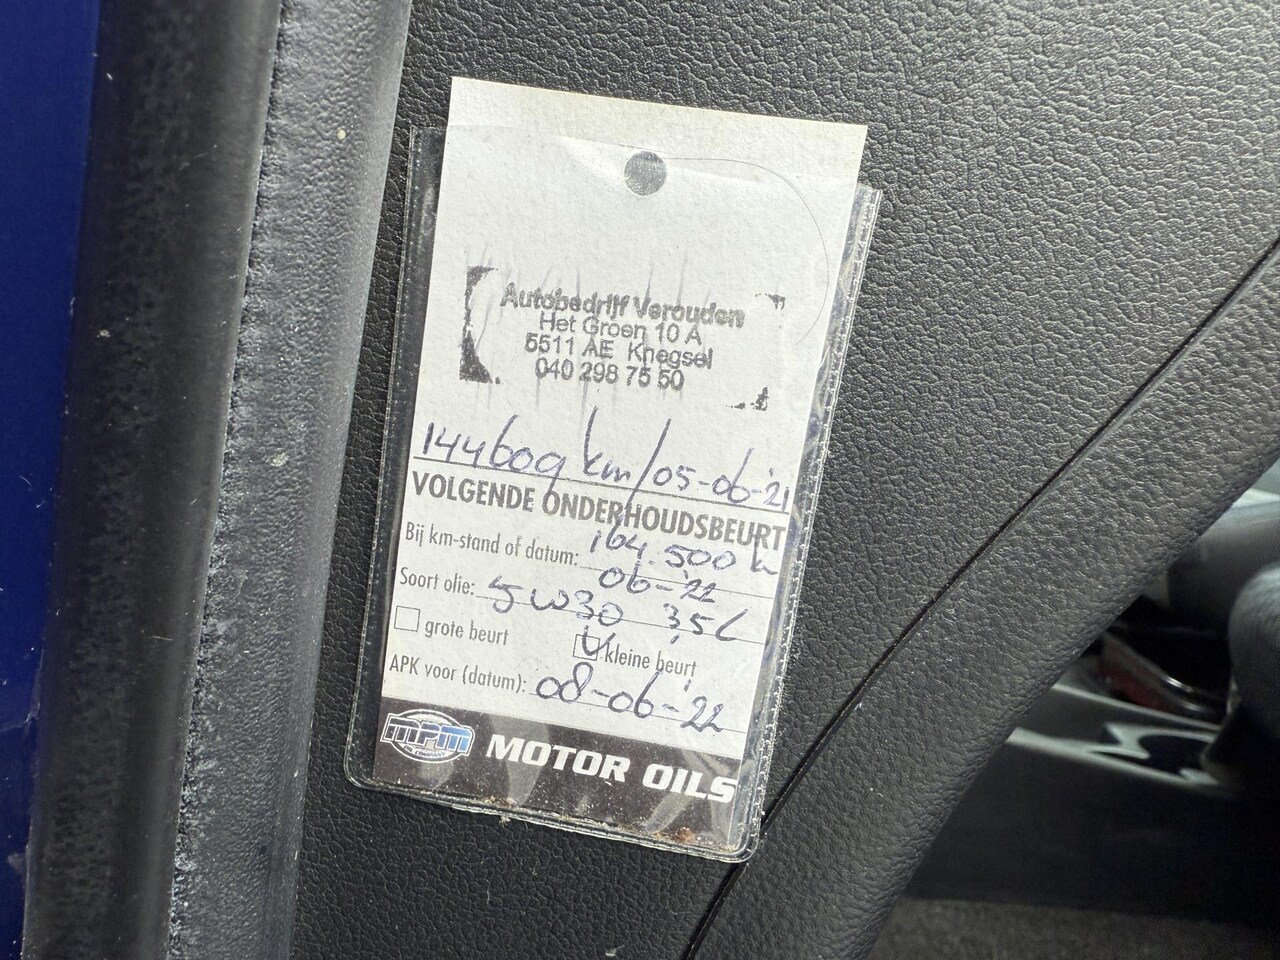 Autobedrijf Verouden
Het Groen 10 A
5511 AE Knegsel
040 298 75 50
144609 km/05-06-'21
VOLGENDE ONDERHOUDSBEURT
Bij km-stand of datum: 164.500 k
06-'22
Soort olie: 5w30 3,5L
grote beurt kleine beurt
APK voor (datum): 08-06-'22
MPM MOTOR OILS